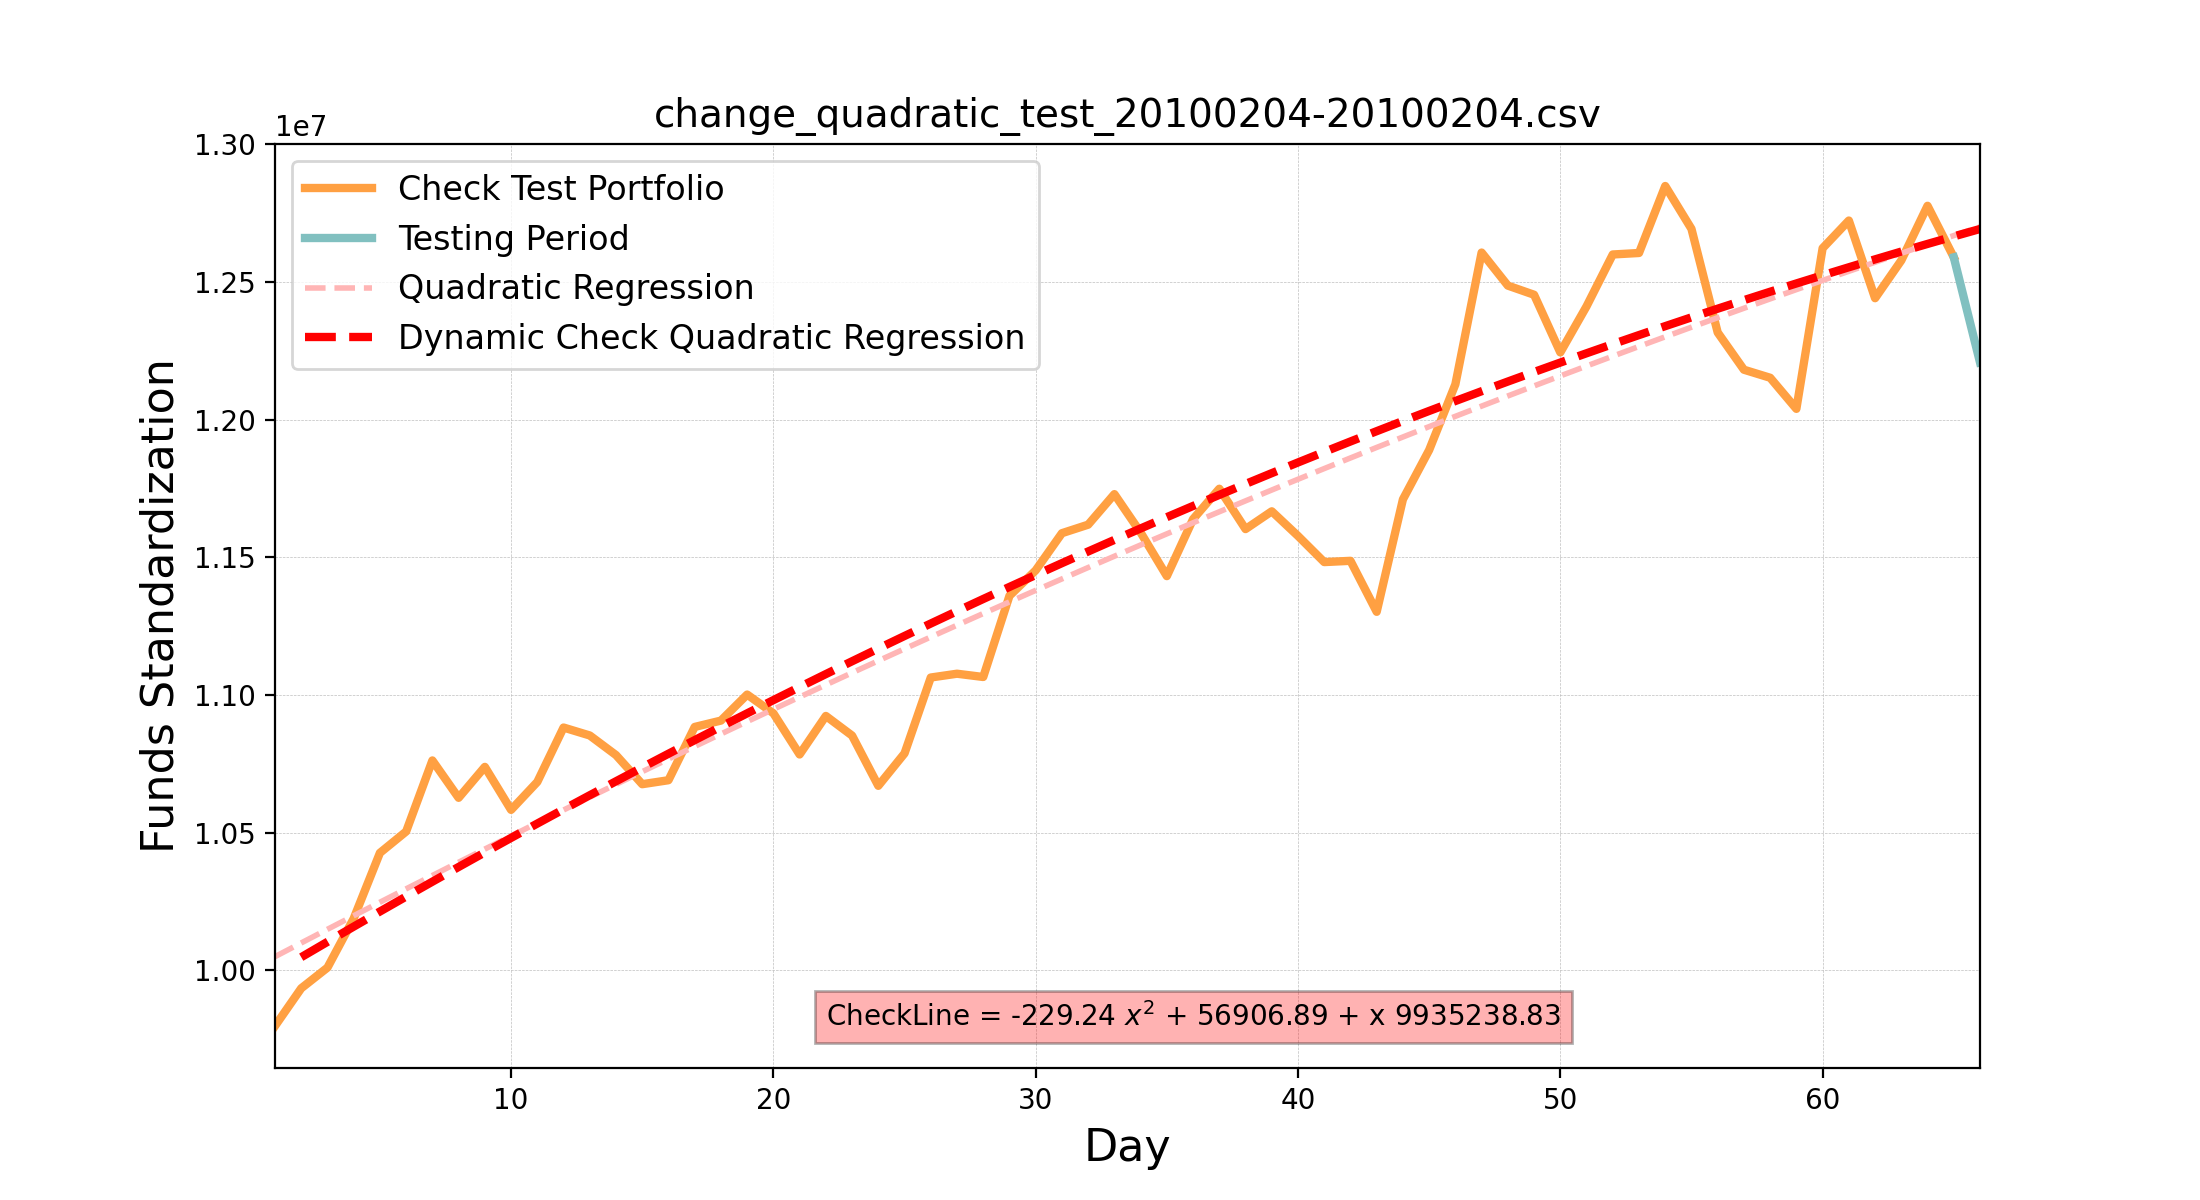 change_quadratic_test_20100204-20100204.csv
1e7
1.30
1.25
1.20
1.15
1.10
1.05
1.00
Funds Standardization
Check Test Portfolio
Testing Period
Quadratic Regression
Dynamic Check Quadratic Regression
CheckLine = -229.24 x² + 56906.89 + x 9935238.83
10 20 30 40 50 60
Day